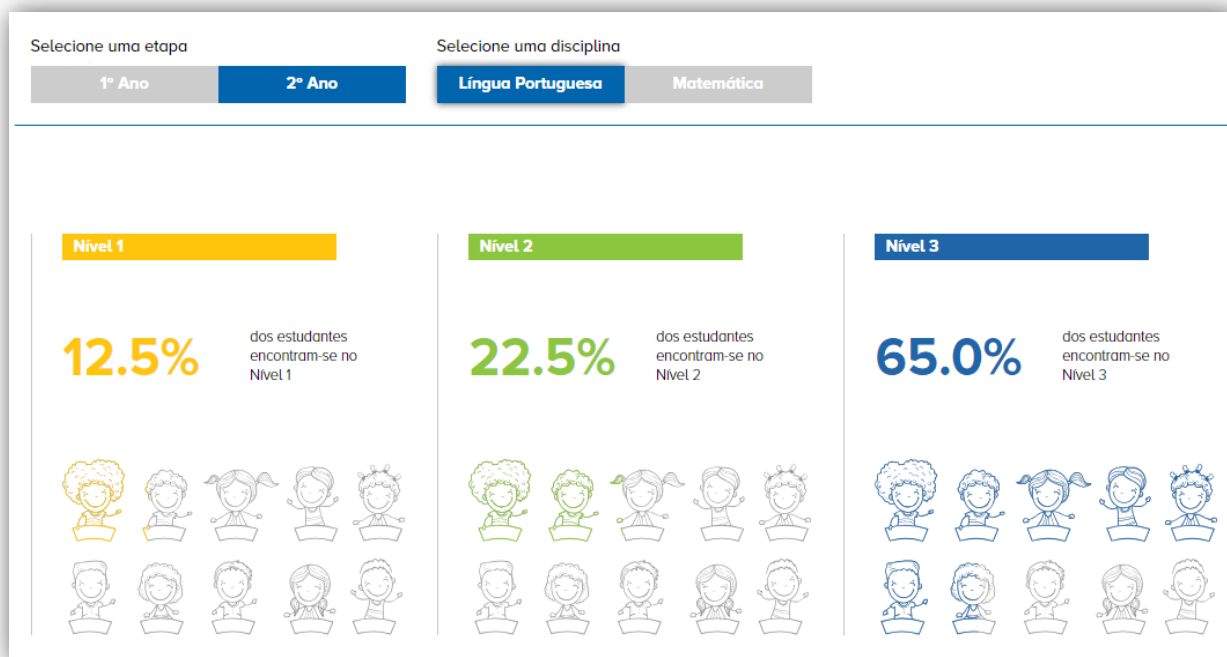 Selecione uma etapa
Selecione uma disciplina
1º Ano
2º Ano
Língua Portuguesa
Matemática
Nível 1
12.5%
dos estudantes
encontram-se no
Nível 1
Nível 2
22.5%
dos estudantes
encontram-se no
Nível 2
Nível 3
65.0%
dos estudantes
encontram-se no
Nível 3